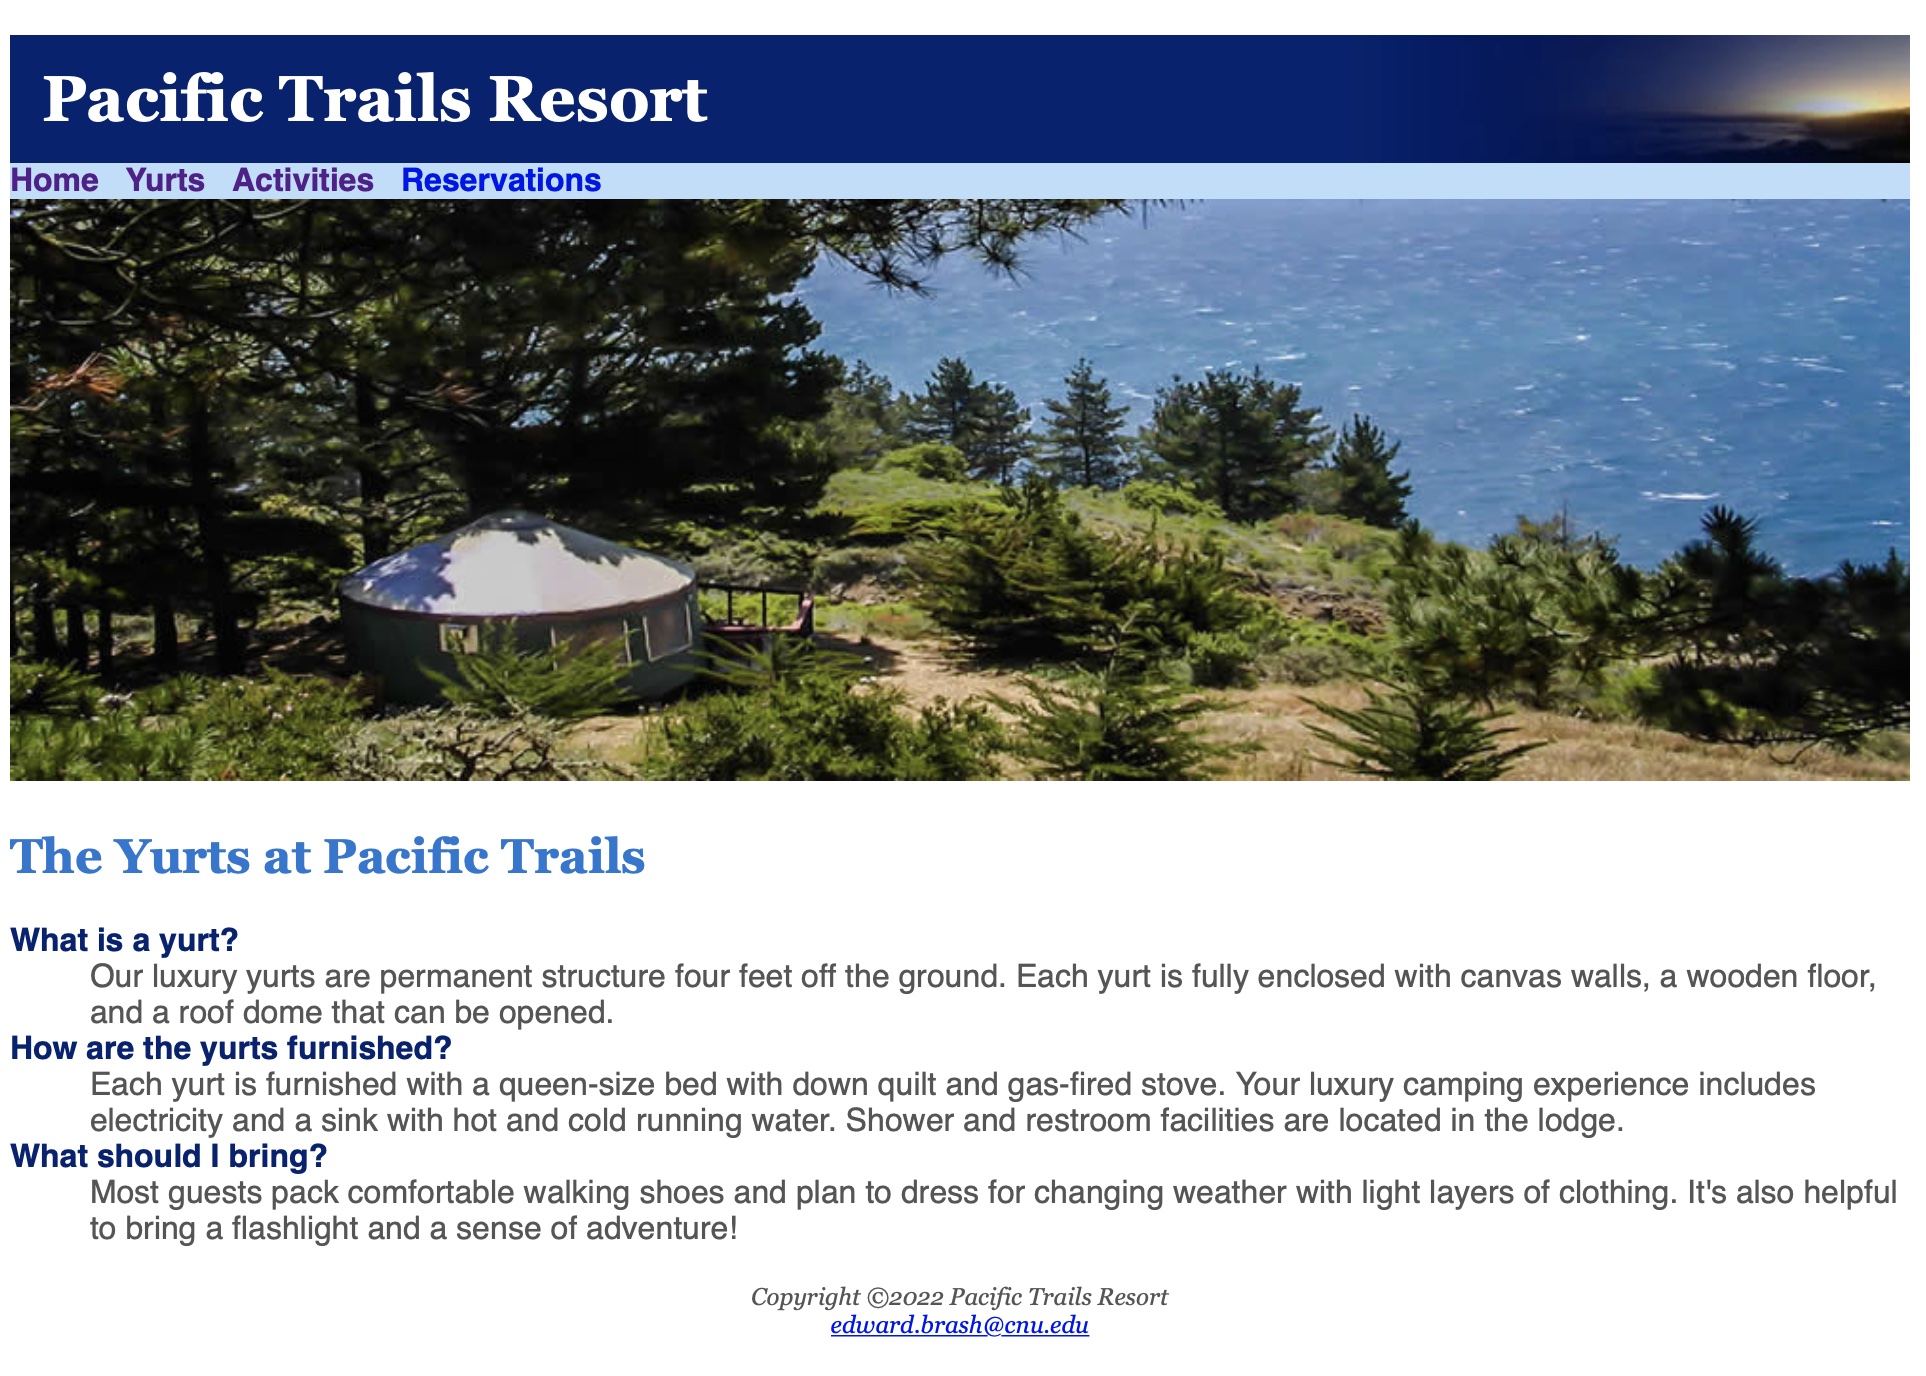 Pacific Trails Resort
Home Yurts Activities Reservations
The Yurts at Pacific Trails
What is a yurt?
Our luxury yurts are permanent structure four feet off the ground. Each yurt is fully enclosed with canvas walls, a wooden floor,
and a roof dome that can be opened.
How are the yurts furnished?
Each yurt is furnished with a queen-size bed with down quilt and gas-fired stove. Your luxury camping experience includes
electricity and a sink with hot and cold running water. Shower and restroom facilities are located in the lodge.
What should I bring?
Most guests pack comfortable walking shoes and plan to dress for changing weather with light layers of clothing. It's also helpful
to bring a flashlight and a sense of adventure!
Copyright ©2022 Pacific Trails Resort
edward.brash@cnu.edu